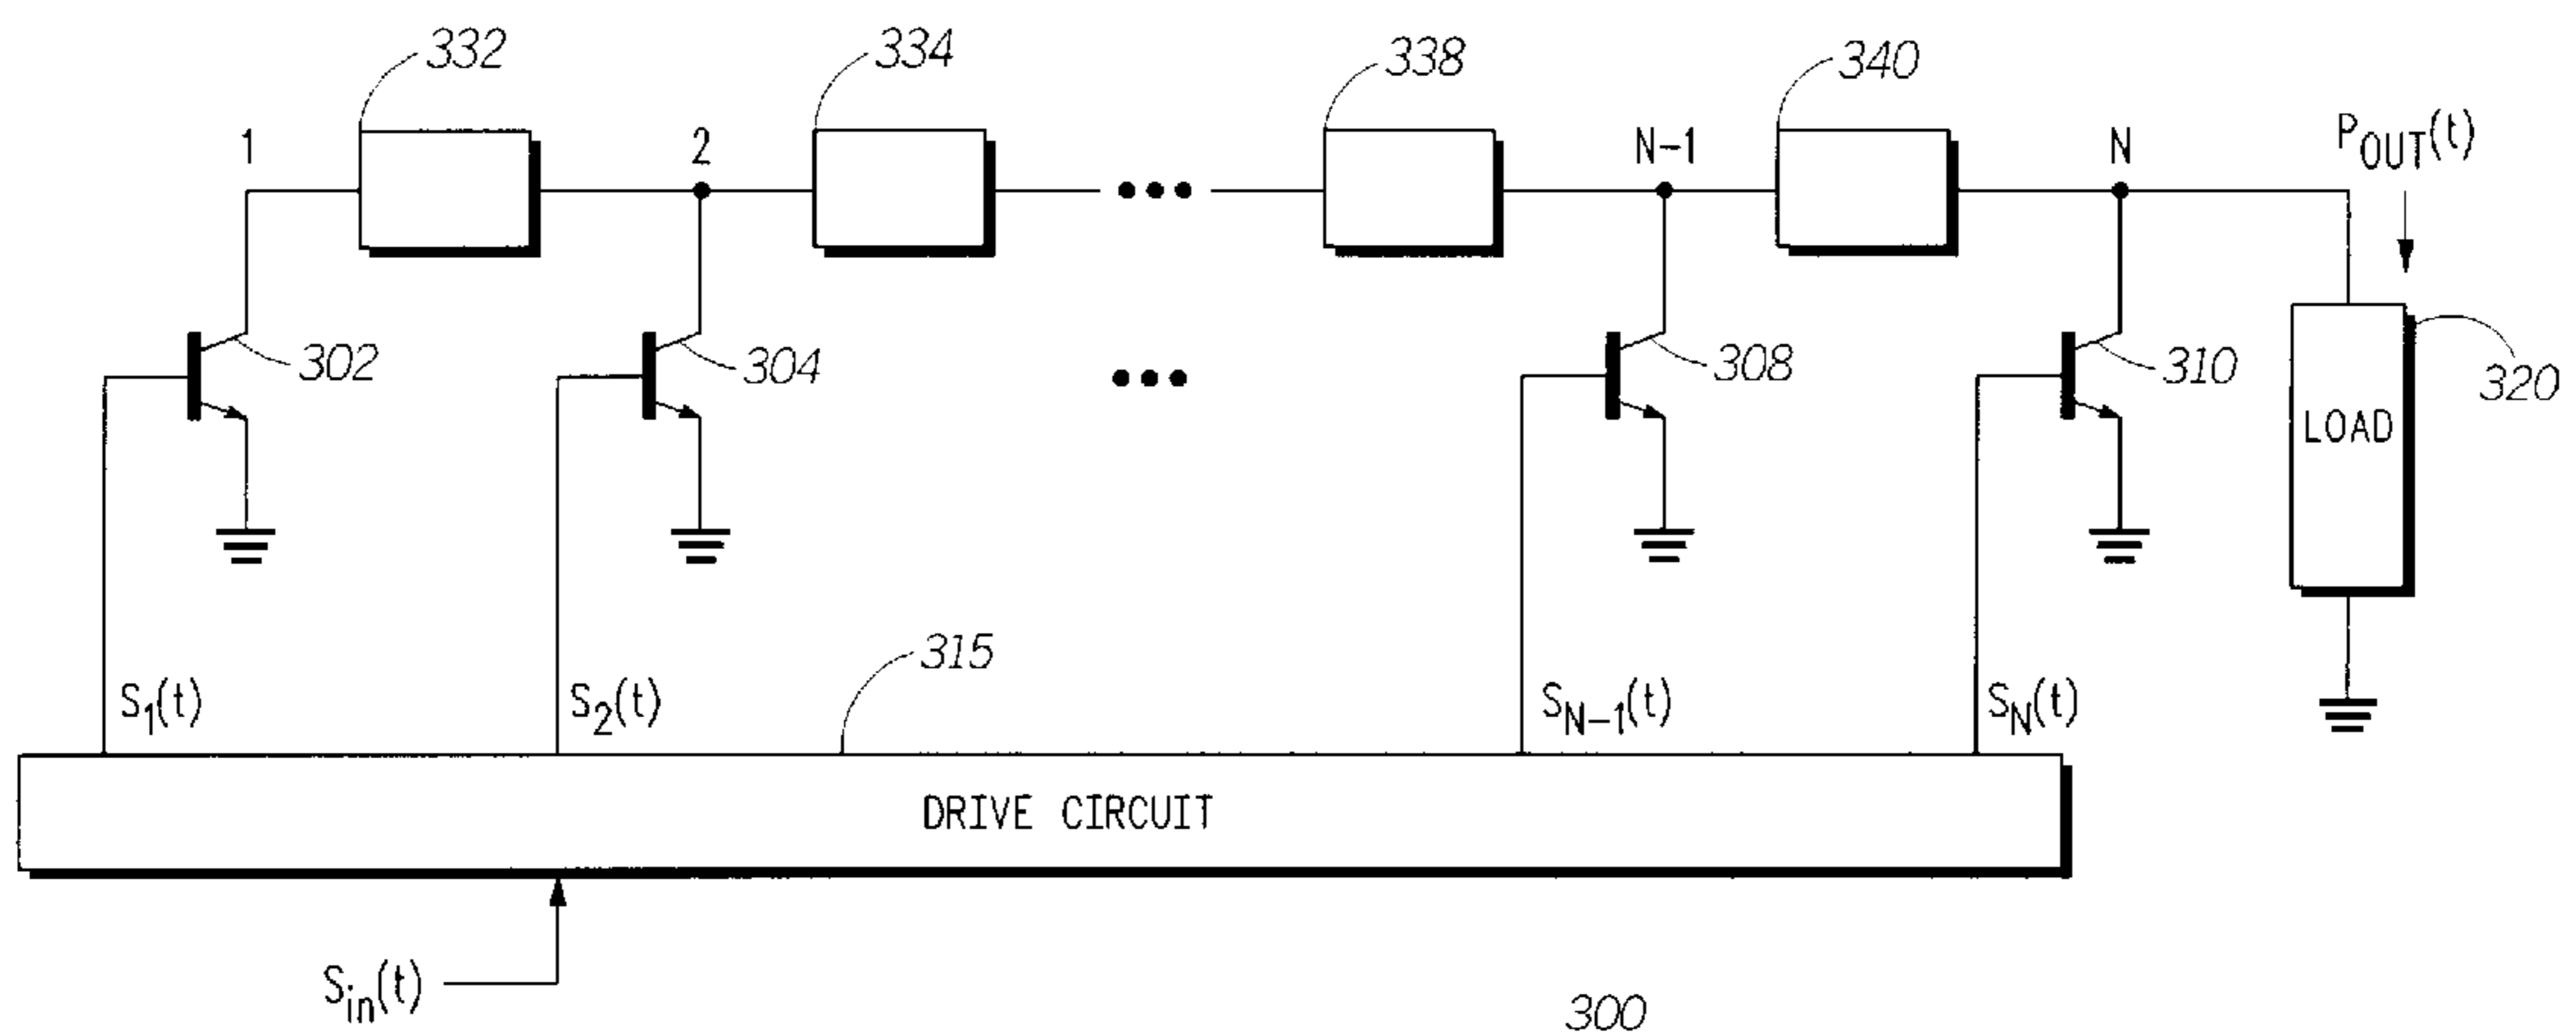 332 334 338 340
1 2 N-1 N P_OUT(t)
302 304 308 310 320
LOAD
315
S_1(t) S_2(t) S_N-1(t) S_N(t)
DRIVE CIRCUIT
S_in(t)
300